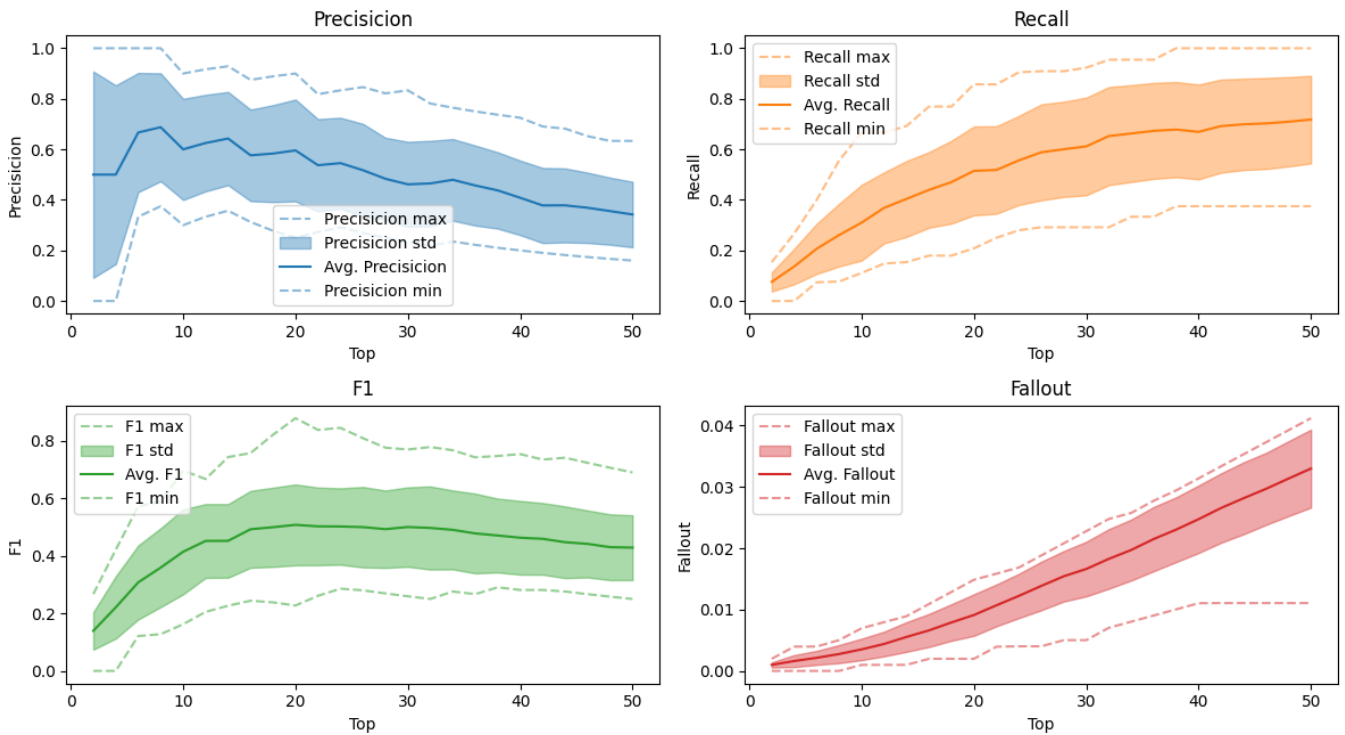 Precisicion
1.0
0.8
0.6
0.4
0.2
0.0
Precisicion
Precisicion max
Precisicion std
Avg. Precisicion
Precisicion min
0 10 20 30 40 50
Top
Recall
1.0
0.8
0.6
0.4
0.2
0.0
Recall
Recall max
Recall std
Avg. Recall
Recall min
0 10 20 30 40 50
Top
F1
0.8
0.6
0.4
0.2
0.0
F1
F1 max
F1 std
Avg. F1
F1 min
0 10 20 30 40 50
Top
Fallout
0.04
0.03
0.02
0.01
0.00
Fallout
Fallout max
Fallout std
Avg. Fallout
Fallout min
0 10 20 30 40 50
Top